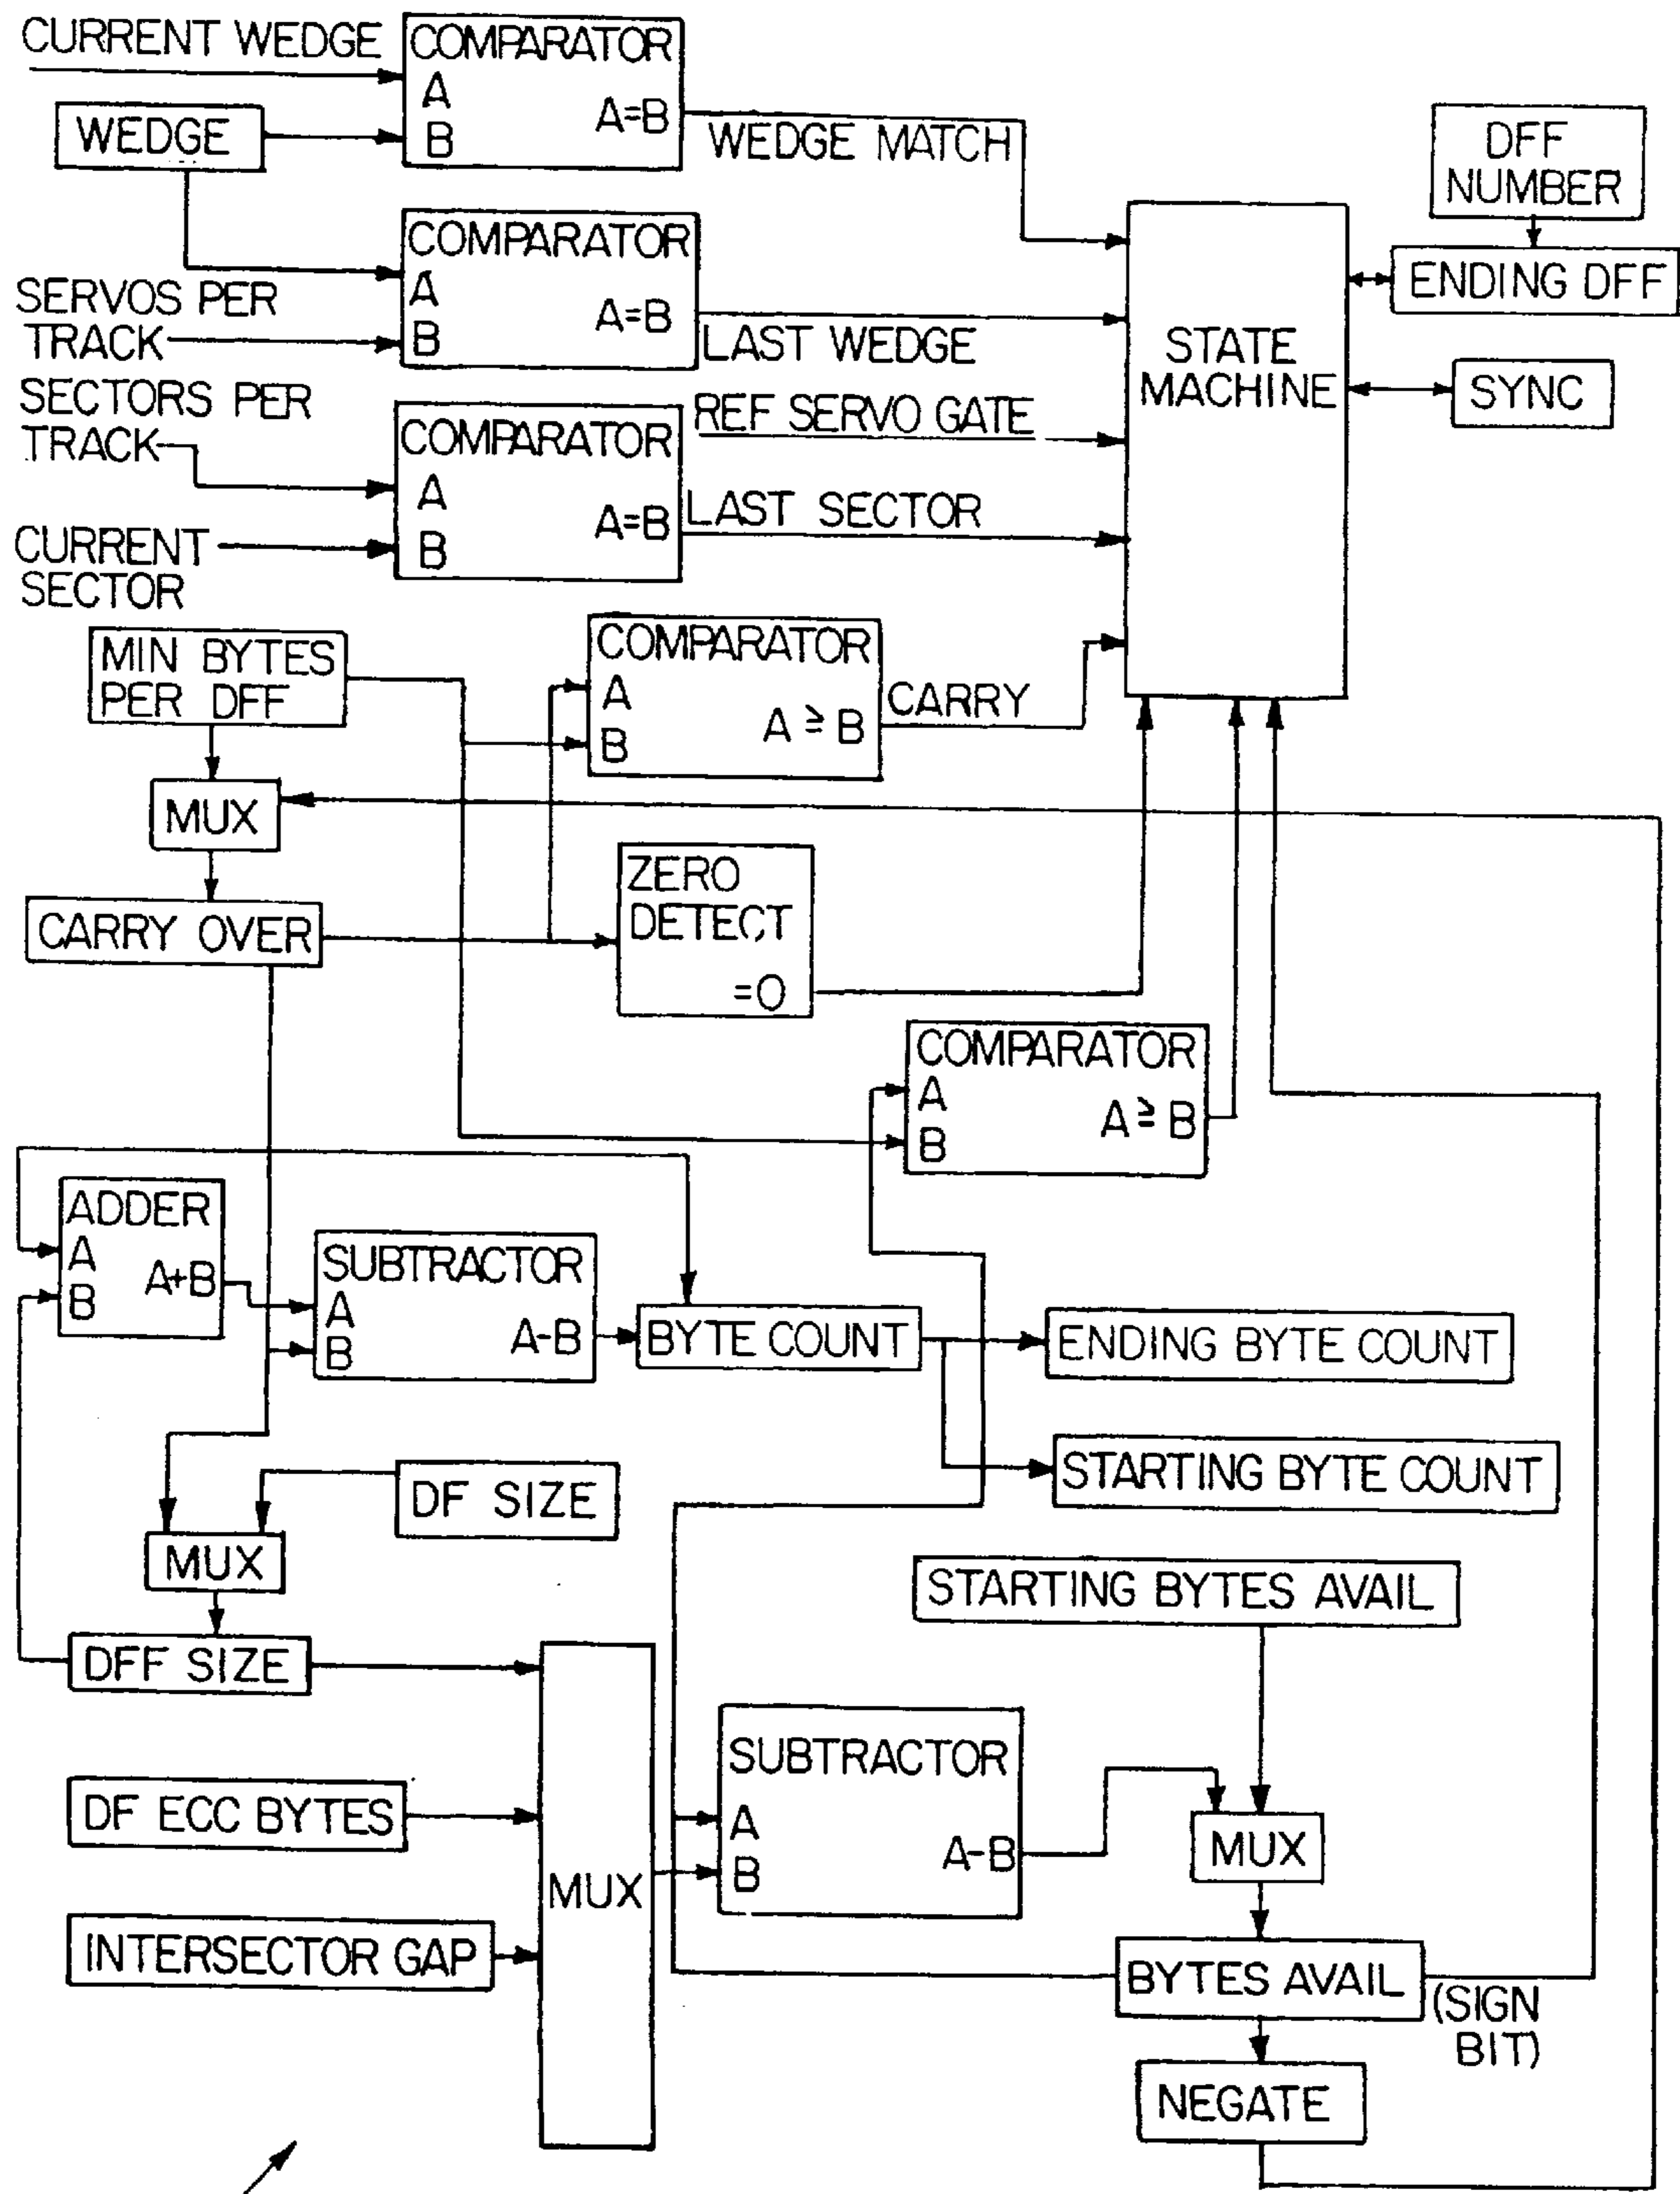 CURRENT WEDGE
COMPARATOR
A
B
A=B
WEDGE
WEDGE MATCH
DFF
NUMBER
COMPARATOR
A
B
A=B
SERVOS PER
TRACK
LAST WEDGE
STATE
MACHINE
ENDING DFF
SYNC
SECTORS PER
TRACK
COMPARATOR
A
B
A=B
REF SERVO GATE
LAST SECTOR
CURRENT
SECTOR
MIN BYTES
PER DFF
COMPARATOR
A
B
A ≥ B
CARRY
MUX
ZERO
DETECT
=0
CARRY OVER
COMPARATOR
A
B
A ≥ B
ADDER
A
B
A+B
SUBTRACTOR
A
B
A-B
BYTE COUNT
ENDING BYTE COUNT
STARTING BYTE COUNT
DF SIZE
MUX
STARTING BYTES AVAIL
DFF SIZE
SUBTRACTOR
A
B
A-B
DF ECC BYTES
MUX
MUX
INTERSECTOR GAP
BYTES AVAIL
(SIGN
BIT)
NEGATE